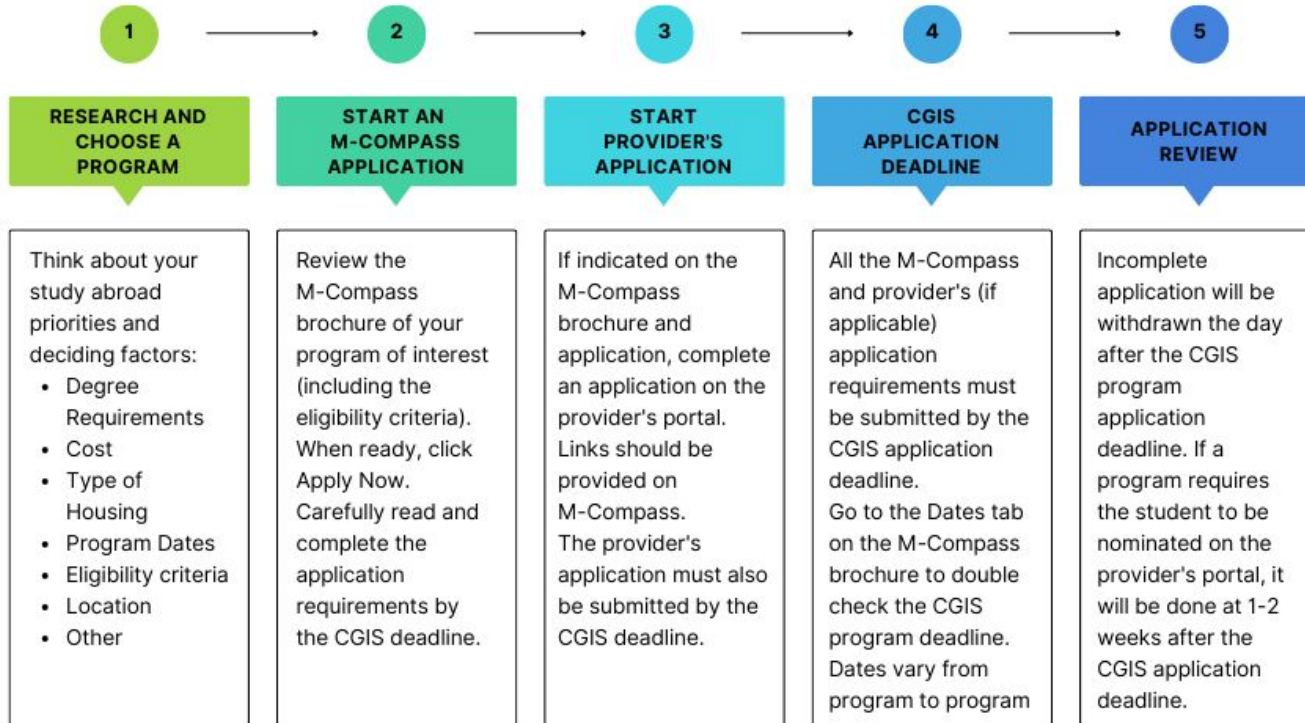 1
2
3
4
5
RESEARCH AND
CHOOSE A
PROGRAM
START AN
M-COMPASS
APPLICATION
START
PROVIDER'S
APPLICATION
CGIS
APPLICATION
DEADLINE
APPLICATION
REVIEW
Think about your
study abroad
priorities and
deciding factors:
• Degree
Requirements
• Cost
• Type of
Housing
• Program Dates
• Eligibility criteria
• Location
• Other
Review the
M-Compass
brochure of your
program of interest
(including the
eligibility criteria).
When ready, click
Apply Now.
Carefully read and
complete the
application
requirements by
the CGIS deadline.
If indicated on the
M-Compass
brochure and
application, complete
an application on the
provider's portal.
Links should be
provided on
M-Compass.
The provider's
application must also
be submitted by the
CGIS deadline.
All the M-Compass
and provider's (if
applicable)
application
requirements must
be submitted by the
CGIS application
deadline.
Go to the Dates tab
on the M-Compass
brochure to double
check the CGIS
program deadline.
Dates vary from
program to program
Incomplete
application will be
withdrawn the day
after the CGIS
program
application
deadline. If a
program requires
the student to be
nominated on the
provider's portal, it
will be done at 1-2
weeks after the
CGIS application
deadline.